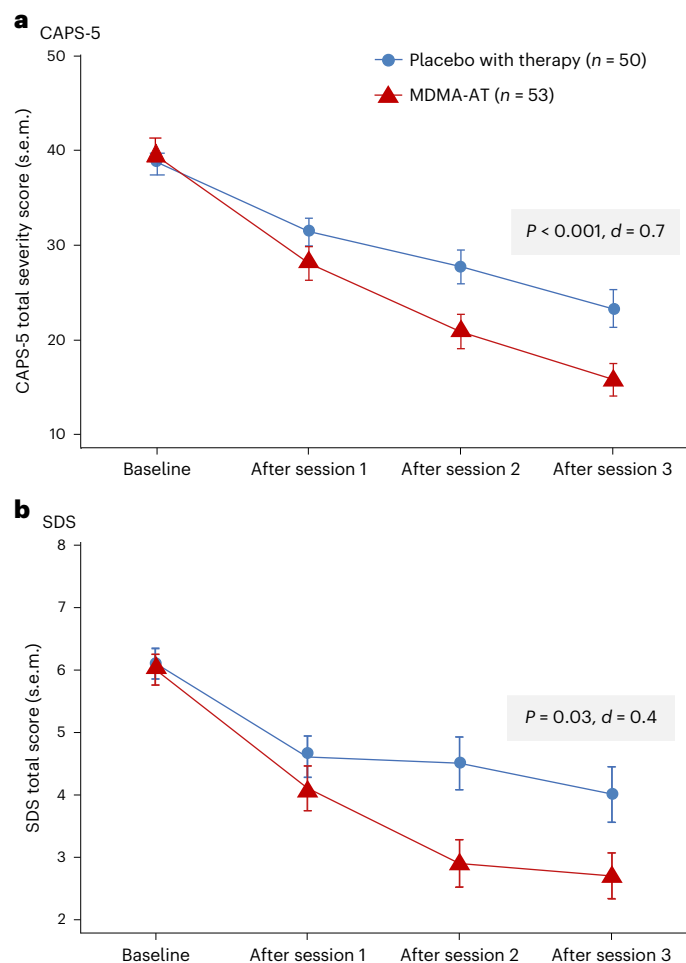 a
CAPS-5
50
40
30
20
10
CAPS-5 total severity score (s.e.m.)
Placebo with therapy (n = 50)
MDMA-AT (n = 53)
P < 0.001, d = 0.7
Baseline After session 1 After session 2 After session 3
b
SDS
8
7
6
5
4
3
2
SDS total score (s.e.m.)
P = 0.03, d = 0.4
Baseline After session 1 After session 2 After session 3